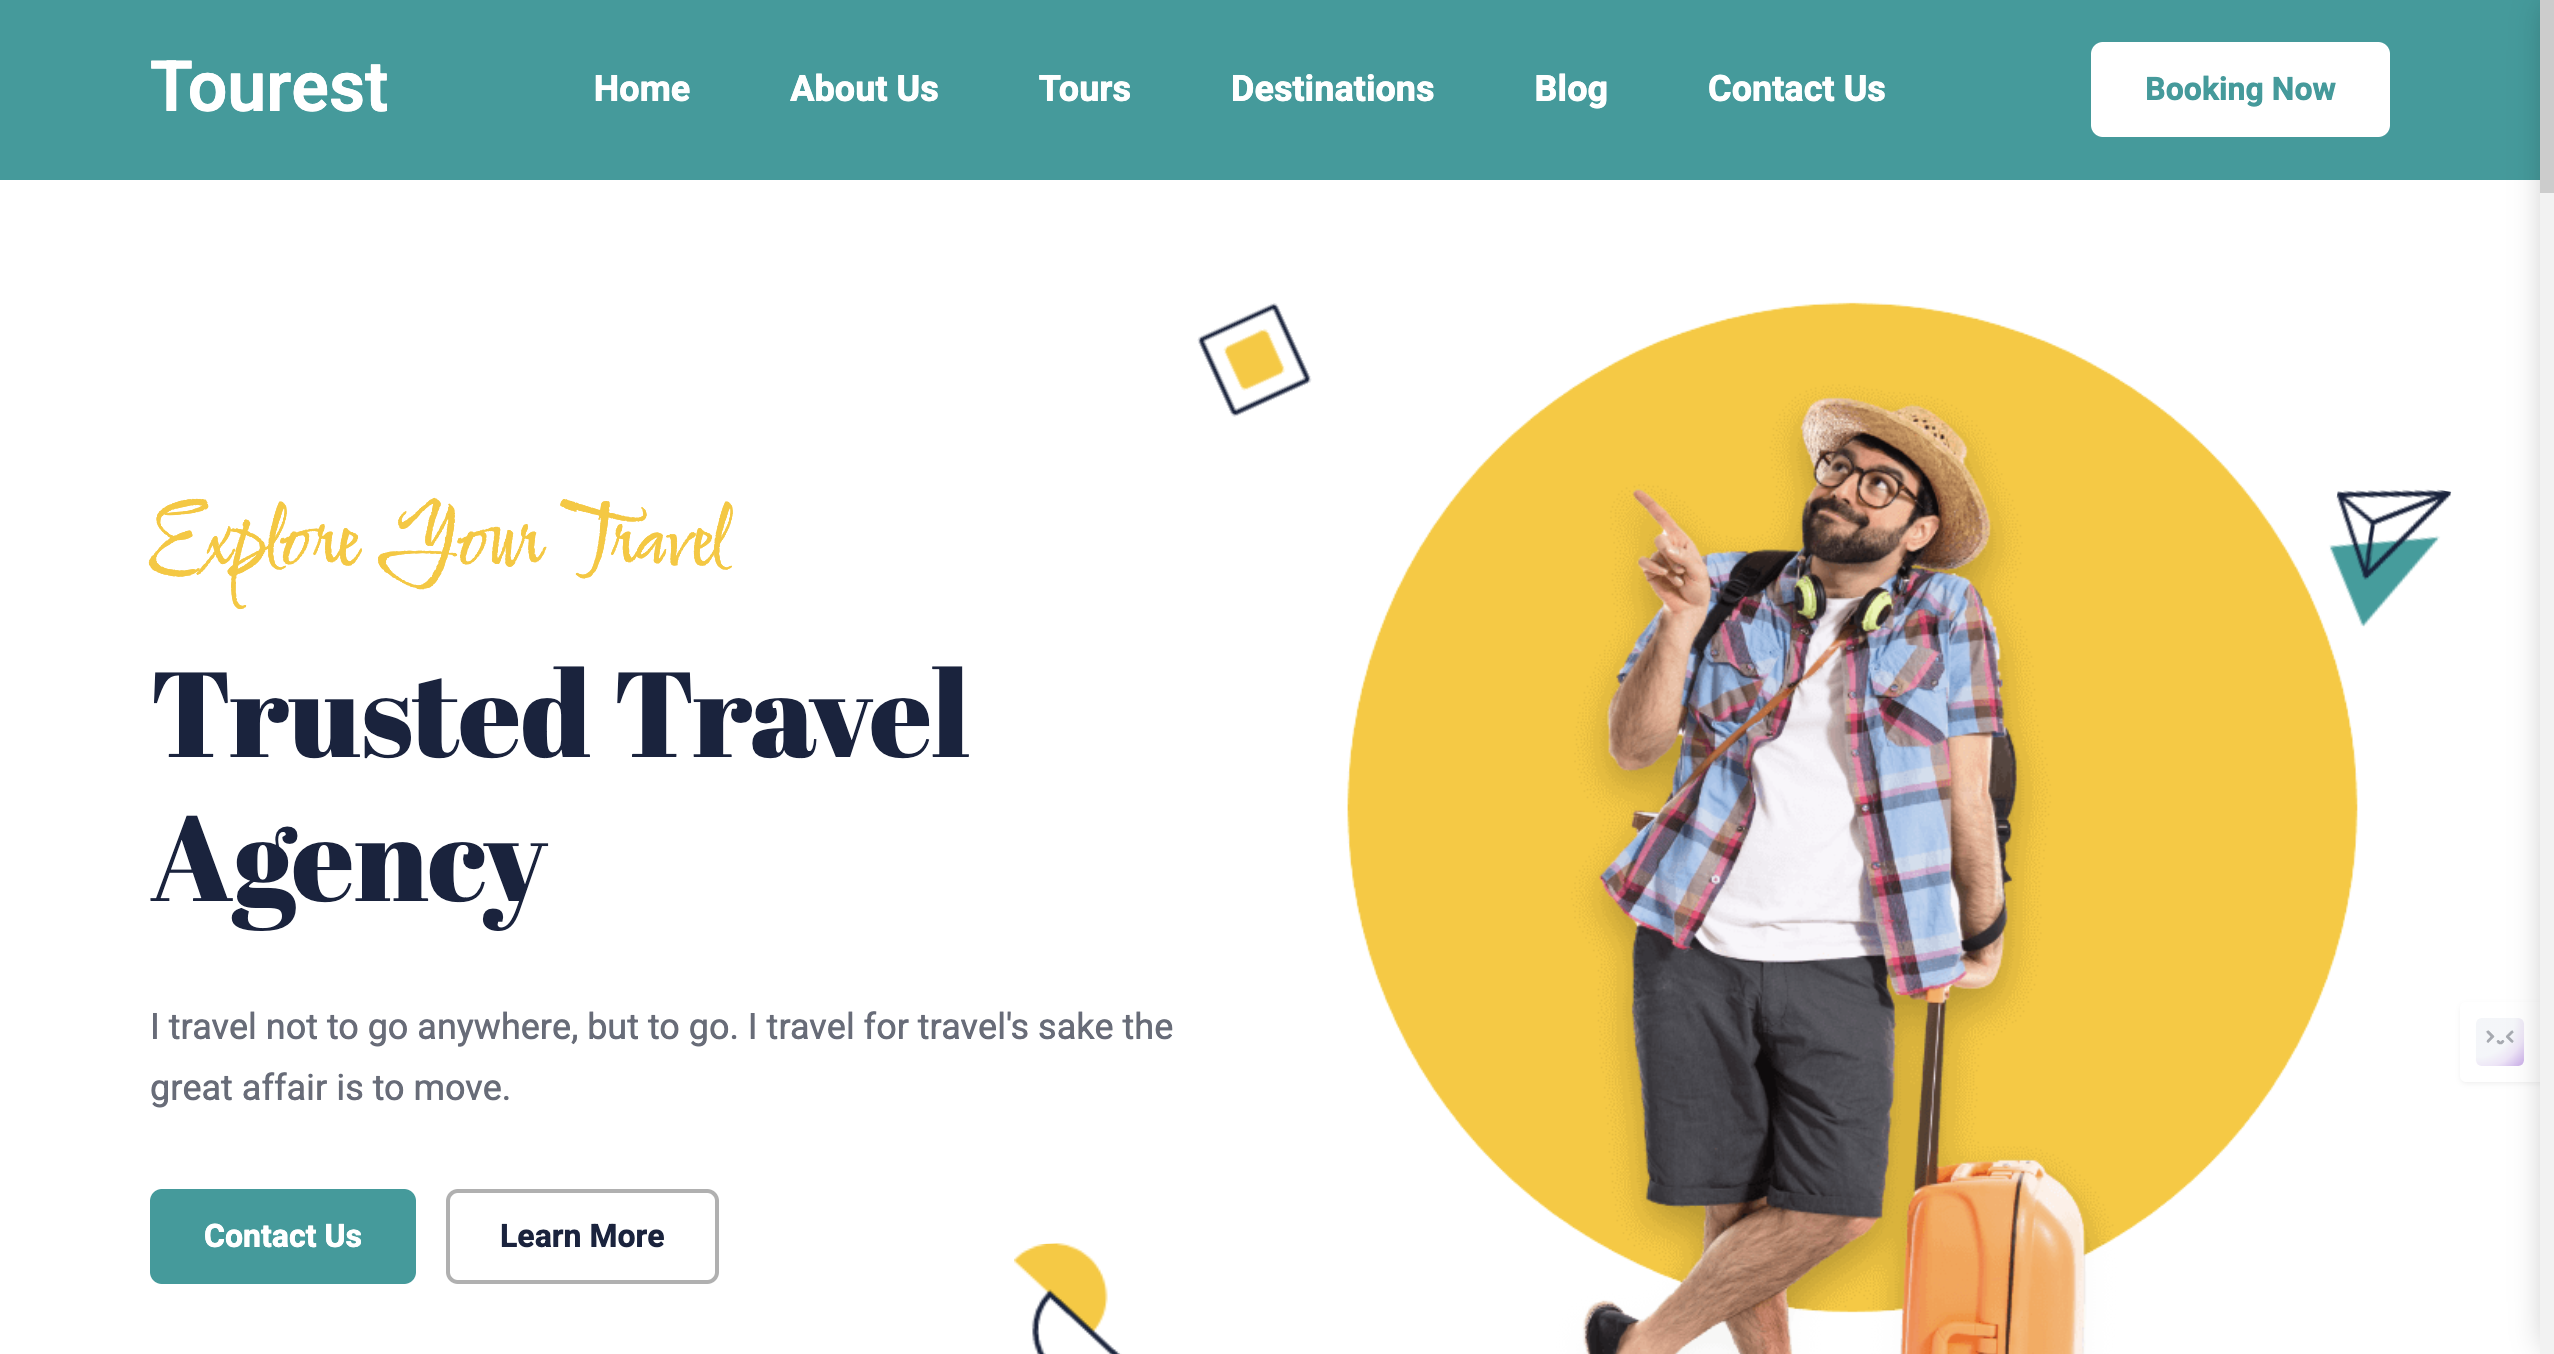 Tourest
Home
About Us
Tours
Destinations
Blog
Contact Us
Booking Now
Explore Your Travel
Trusted Travel
Agency
I travel not to go anywhere, but to go. I travel for travel's sake the
great affair is to move.
Contact Us
Learn More